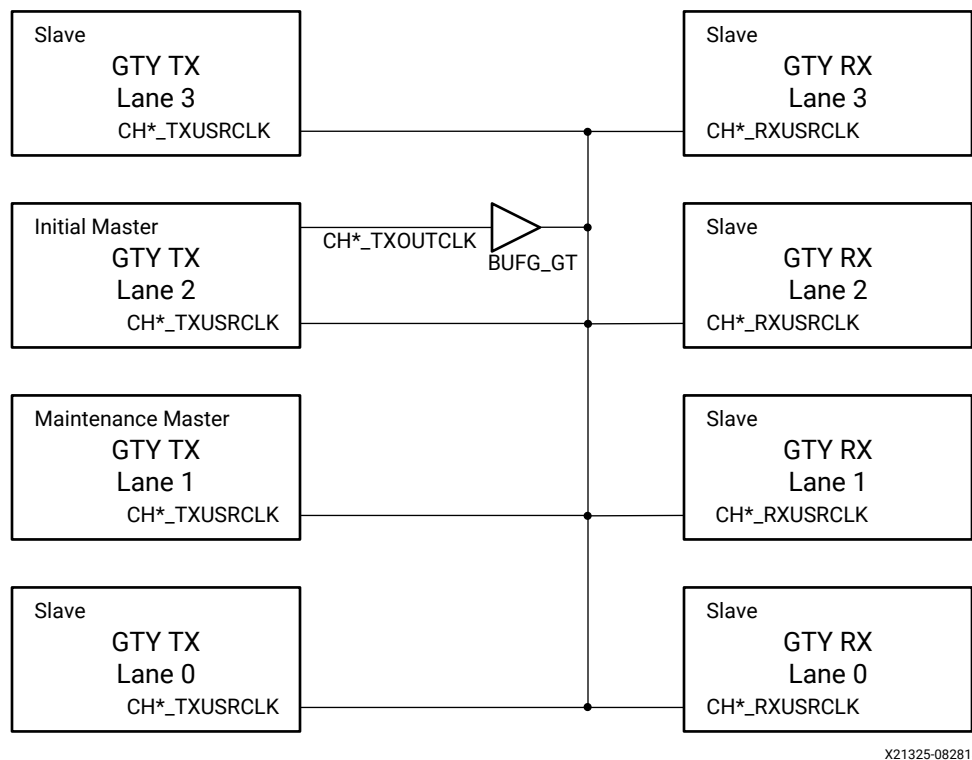 Slave
GTY TX
Lane 3
CH*_TXUSRCLK
Slave
GTY RX
Lane 3
CH*_RXUSRCLK
Initial Master
GTY TX
Lane 2
CH*_TXUSRCLK
CH*_TXOUTCLK
BUFG_GT
Slave
GTY RX
Lane 2
CH*_RXUSRCLK
Maintenance Master
GTY TX
Lane 1
CH*_TXUSRCLK
Slave
GTY RX
Lane 1
CH*_RXUSRCLK
Slave
GTY TX
Lane 0
CH*_TXUSRCLK
Slave
GTY RX
Lane 0
CH*_RXUSRCLK
X21325-08281